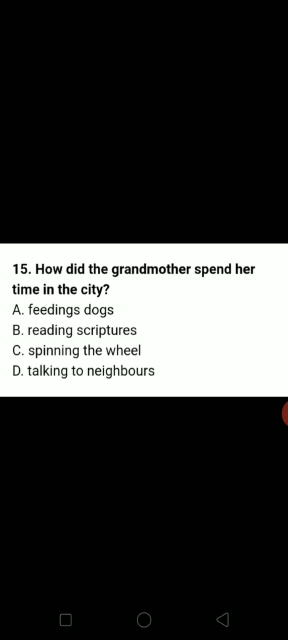 15. How did the grandmother spend her
time in the city?
A. feedings dogs
B. reading scriptures
C. spinning the wheel
D. talking to neighbours